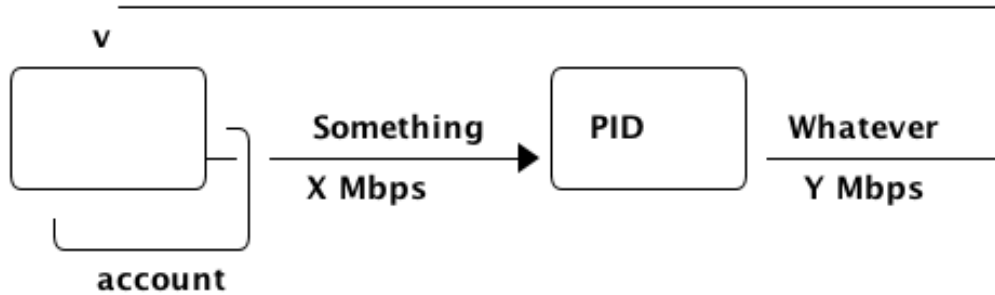 v
Something
PID
Whatever
X Mbps
Y Mbps
account